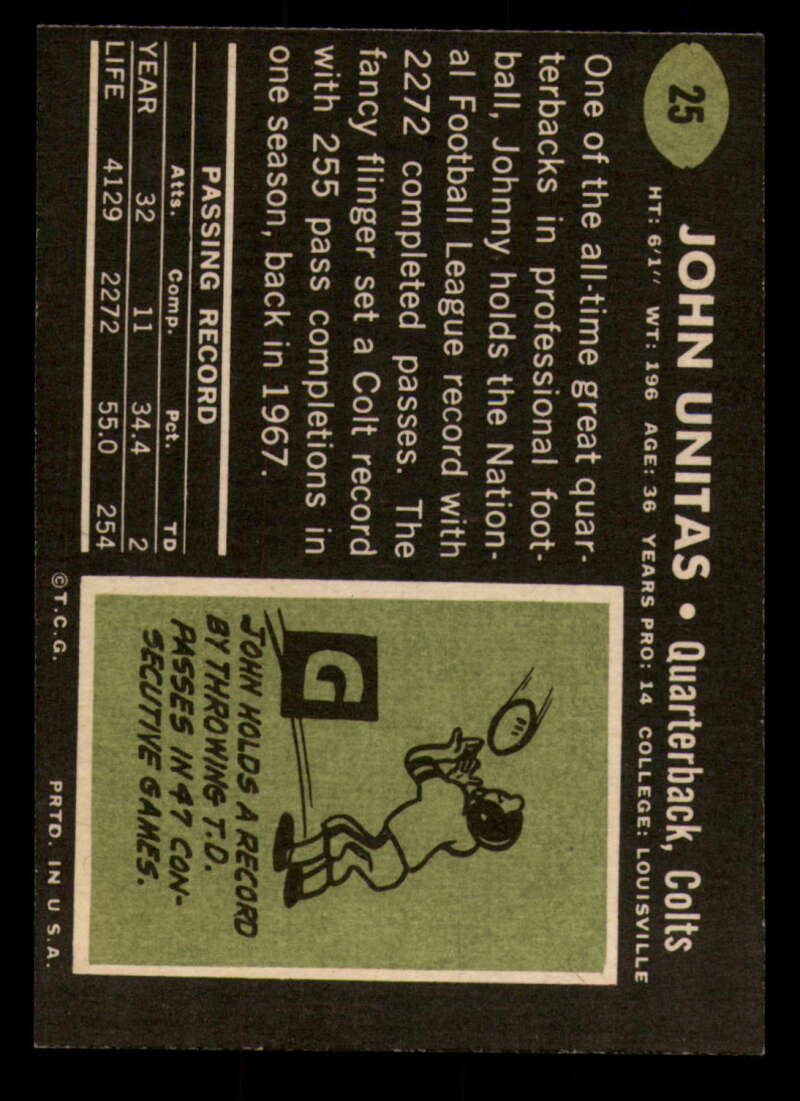 25
JOHN UNITAS • Quarterback, Colts
HT: 6/1" WT: 196 AGE: 36 YEARS PRO: 14 COLLEGE: LOUISVILLE
One of the all-time great quar-
terbacks in professional foot-
ball, Johnny holds the Nation-
al Football League record with
2272 completed passes. The
fancy flinger set a Colt record
with 255 pass completions in
one season, back in 1967.
PASSING RECORD
Atts. Comp. Pct. TD
YEAR 32 11 34.4 2
LIFE 4129 2272 55.0 254
G
JOHN HOLDS A RECORD
BY THROWING T.D.
PASSES IN 47 CON-
SECUTIVE GAMES.
©T.C.G. PRTD. IN U.S.A.